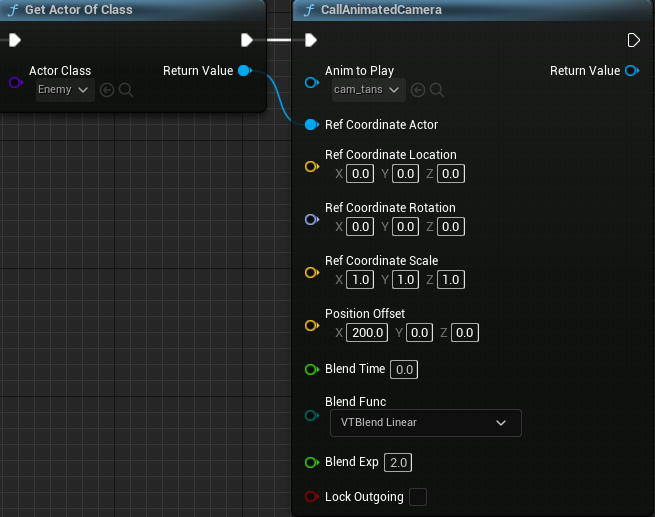 Get Actor Of Class
CallAnimatedCamera
Actor Class
Return Value
Enemy
Anim to Play
Return Value
cam_tans
Ref Coordinate Actor
Ref Coordinate Location
X 0.0 Y 0.0 Z 0.0
Ref Coordinate Rotation
X 0.0 Y 0.0 Z 0.0
Ref Coordinate Scale
X 1.0 Y 1.0 Z 1.0
Position Offset
X 200.0 Y 0.0 Z 0.0
Blend Time 0.0
Blend Func
VTBlend Linear
Blend Exp 2.0
Lock Outgoing